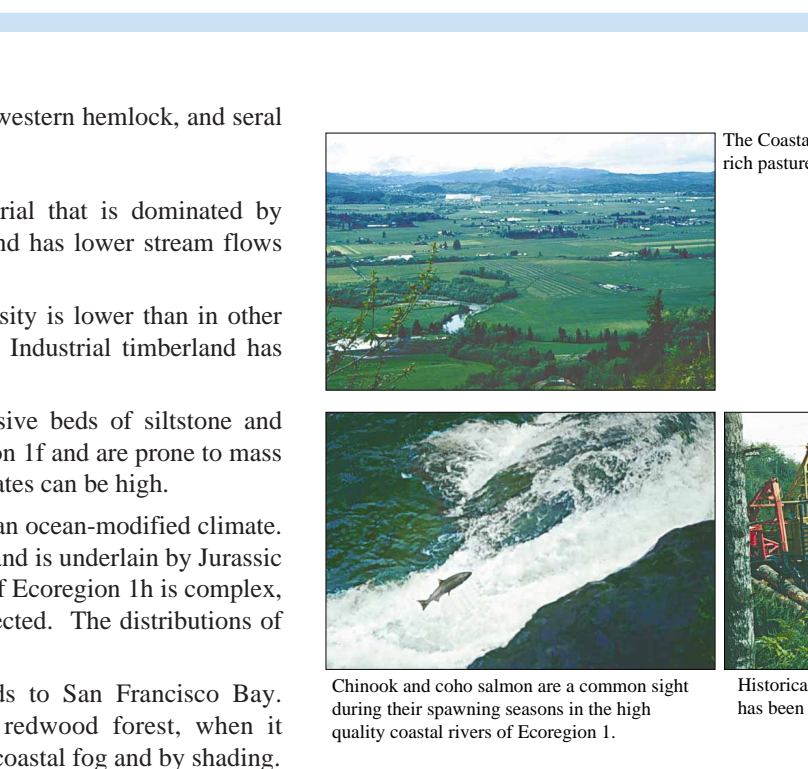 western hemlock, and seral
rial that is dominated by
nd has lower stream flows
sity is lower than in other
Industrial timberland has
sive beds of siltstone and
on 1f and are prone to mass
ates can be high.
an ocean-modified climate.
and is underlain by Jurassic
f Ecoregion 1h is complex,
ected. The distributions of
ds to San Francisco Bay.
redwood forest, when it
coastal fog and by shading.
The Coasta
rich pasture
Chinook and coho salmon are a common sight
during their spawning seasons in the high
quality coastal rivers of Ecoregion 1.
Historica
has been